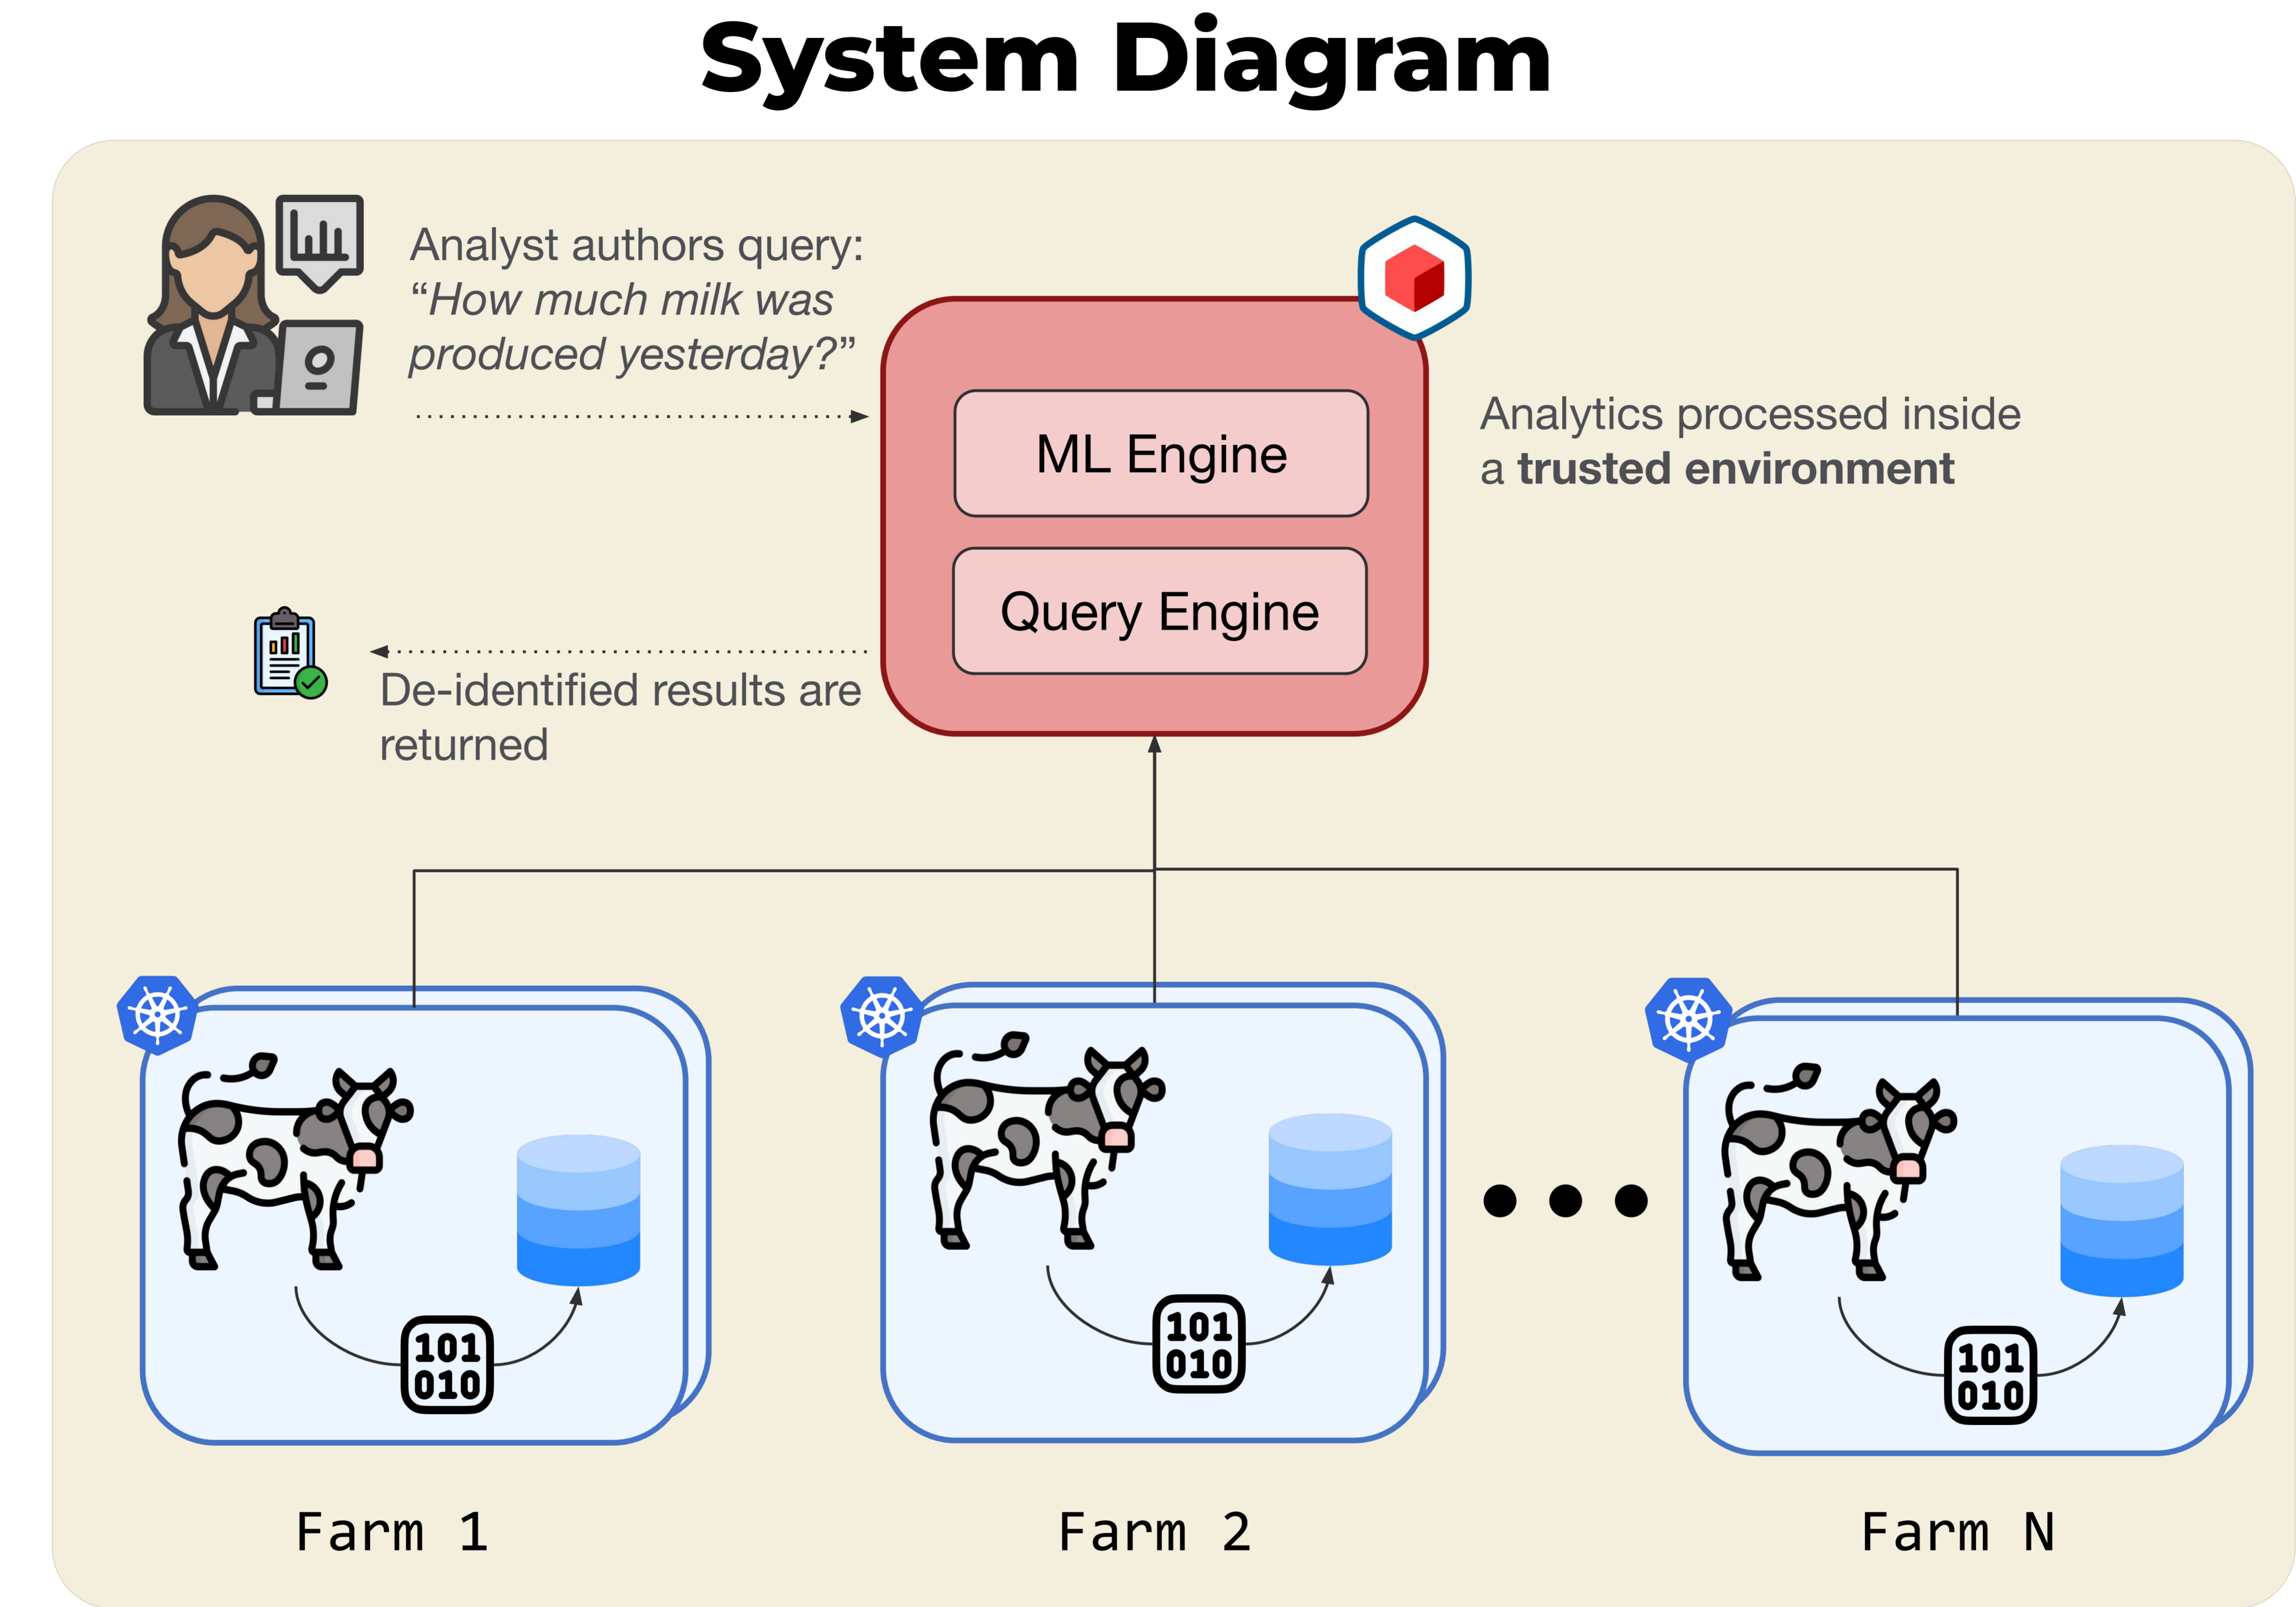 System Diagram
Analyst authors query:
“How much milk was
produced yesterday?”
ML Engine
Analytics processed inside
a trusted environment
Query Engine
De-identified results are
returned
101
010
101
010
101
010
Farm 1
Farm 2
Farm N